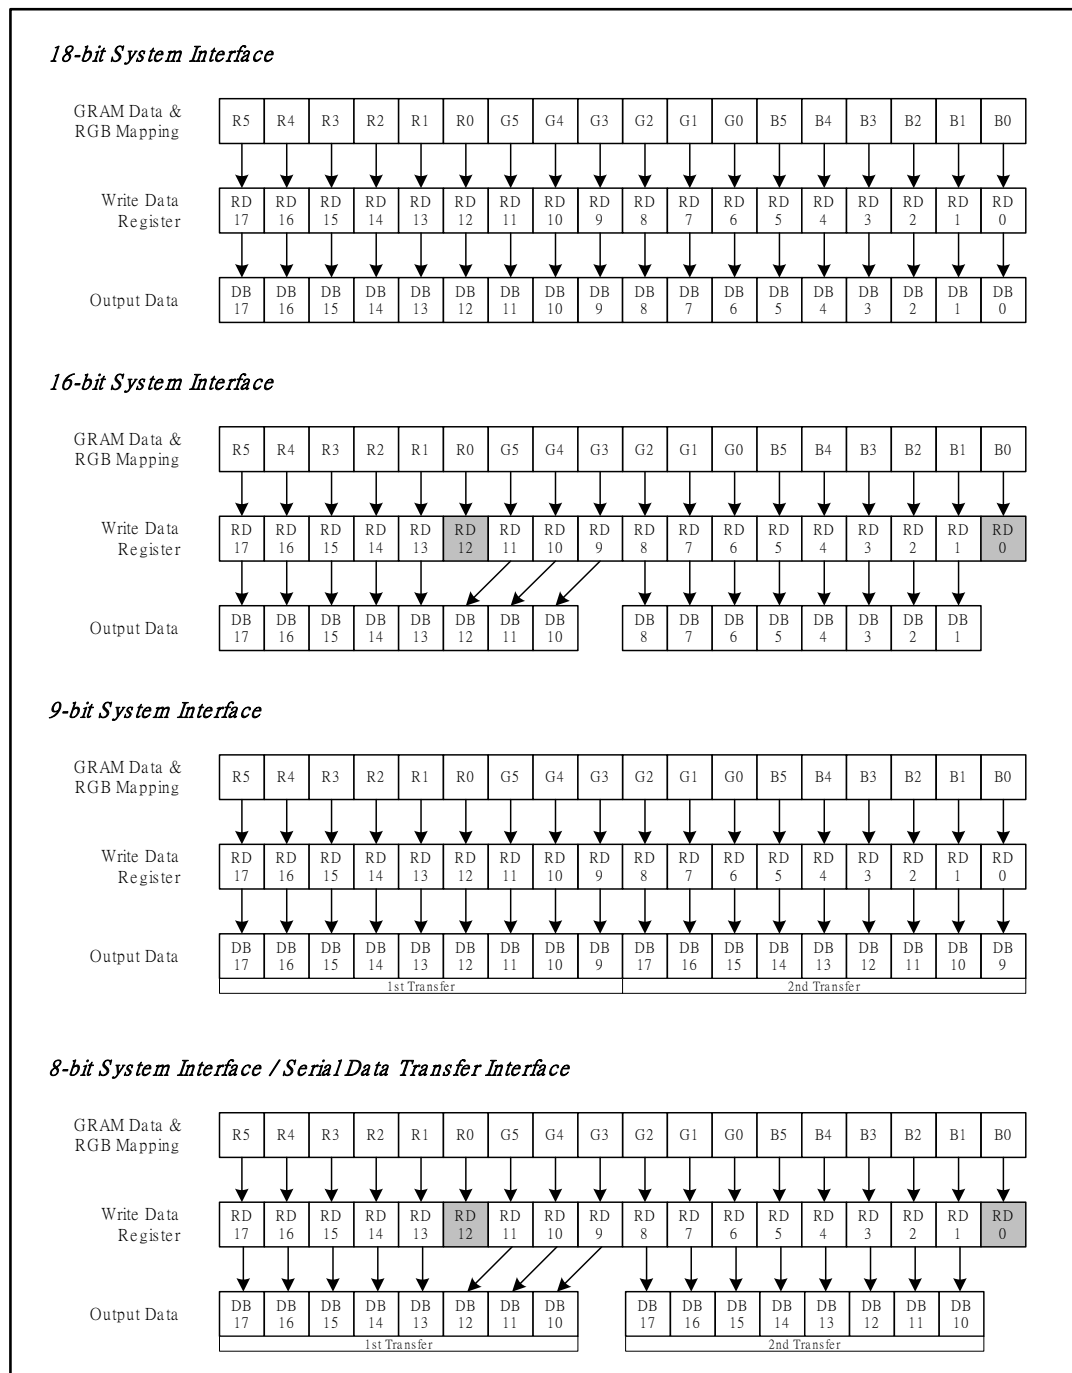 18-bit System Interface
GRAM Data &
RGB Mapping
R5 R4 R3 R2 R1 R0 G5 G4 G3 G2 G1 G0 B5 B4 B3 B2 B1 B0
Write Data
Register
RD 17 RD 16 RD 15 RD 14 RD 13 RD 12 RD 11 RD 10 RD 9 RD 8 RD 7 RD 6 RD 5 RD 4 RD 3 RD 2 RD 1 RD 0
Output Data
DB 17 DB 16 DB 15 DB 14 DB 13 DB 12 DB 11 DB 10 DB 9 DB 8 DB 7 DB 6 DB 5 DB 4 DB 3 DB 2 DB 1 DB 0
16-bit System Interface
GRAM Data &
RGB Mapping
R5 R4 R3 R2 R1 R0 G5 G4 G3 G2 G1 G0 B5 B4 B3 B2 B1 B0
Write Data
Register
RD 17 RD 16 RD 15 RD 14 RD 13 RD 12 RD 11 RD 10 RD 9 RD 8 RD 7 RD 6 RD 5 RD 4 RD 3 RD 2 RD 1 RD 0
Output Data
DB 17 DB 16 DB 15 DB 14 DB 13 DB 12 DB 11 DB 10 DB 8 DB 7 DB 6 DB 5 DB 4 DB 3 DB 2 DB 1
9-bit System Interface
GRAM Data &
RGB Mapping
R5 R4 R3 R2 R1 R0 G5 G4 G3 G2 G1 G0 B5 B4 B3 B2 B1 B0
Write Data
Register
RD 17 RD 16 RD 15 RD 14 RD 13 RD 12 RD 11 RD 10 RD 9 RD 8 RD 7 RD 6 RD 5 RD 4 RD 3 RD 2 RD 1 RD 0
Output Data
DB 17 DB 16 DB 15 DB 14 DB 13 DB 12 DB 11 DB 10 DB 9 DB 17 DB 16 DB 15 DB 14 DB 13 DB 12 DB 11 DB 10 DB 9
1st Transfer 2nd Transfer
8-bit System Interface / Serial Data Transfer Interface
GRAM Data &
RGB Mapping
R5 R4 R3 R2 R1 R0 G5 G4 G3 G2 G1 G0 B5 B4 B3 B2 B1 B0
Write Data
Register
RD 17 RD 16 RD 15 RD 14 RD 13 RD 12 RD 11 RD 10 RD 9 RD 8 RD 7 RD 6 RD 5 RD 4 RD 3 RD 2 RD 1 RD 0
Output Data
DB 17 DB 16 DB 15 DB 14 DB 13 DB 12 DB 11 DB 10 DB 17 DB 16 DB 15 DB 14 DB 13 DB 12 DB 11 DB 10
1st Transfer 2nd Transfer